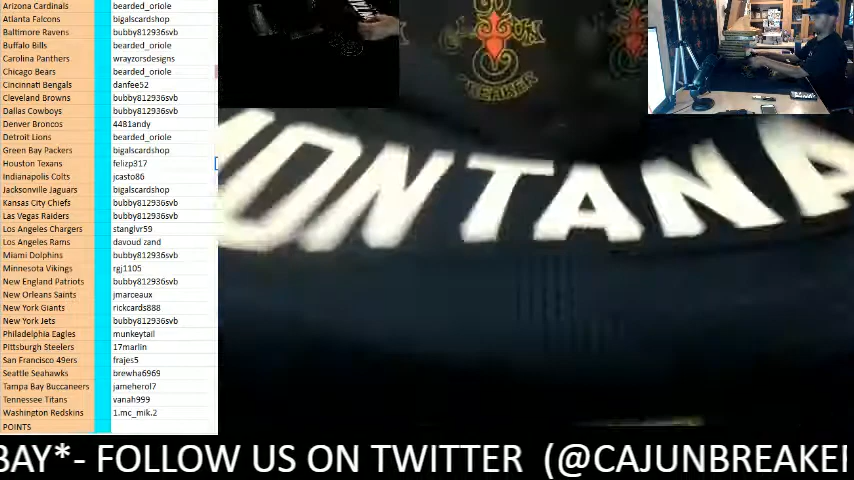 Arizona Cardinals bearded_oriole
Atlanta Falcons bigalscardshop
Baltimore Ravens bubby812936svb
Buffalo Bills bearded_oriole
Carolina Panthers wrayzorsdesigns
Chicago Bears bearded_oriole
Cincinnati Bengals danfee52
Cleveland Browns bubby812936svb
Dallas Cowboys bubby812936svb
Denver Broncos 4481andy
Detroit Lions bearded_oriole
Green Bay Packers bigalscardshop
Houston Texans felizp317
Indianapolis Colts jcasto86
Jacksonville Jaguars bigalscardshop
Kansas City Chiefs bubby812936svb
Las Vegas Raiders bubby812936svb
Los Angeles Chargers stanglvr59
Los Angeles Rams davoud zand
Miami Dolphins bubby812936svb
Minnesota Vikings rgj1105
New England Patriots bubby812936svb
New Orleans Saints jmarceaux
New York Giants rickcards888
New York Jets bubby812936svb
Philadelphia Eagles munkeytail
Pittsburgh Steelers 17marlin
San Francisco 49ers frajes5
Seattle Seahawks brewha6969
Tampa Bay Buccaneers jameherol7
Tennessee Titans vanah999
Washington Redskins 1.mc_mik.2
POINTS
BREAKER
ONTANA
BAY*- FOLLOW US ON TWITTER (@CAJUNBREAKE